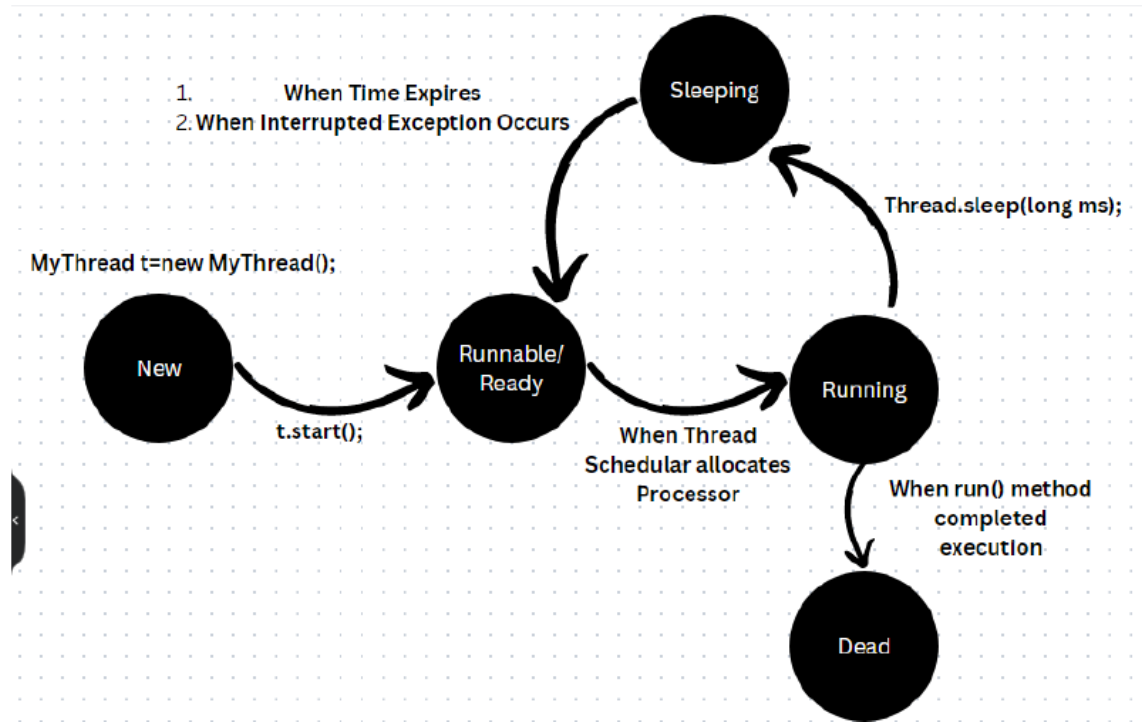 Sleeping
1. When Time Expires
2. When Interrupted Exception Occurs
Thread.sleep(long ms);
MyThread t=new MyThread();
New
Runnable/
Ready
Running
t.start();
When Thread
Schedular allocates
Processor
When run() method
completed
execution
Dead